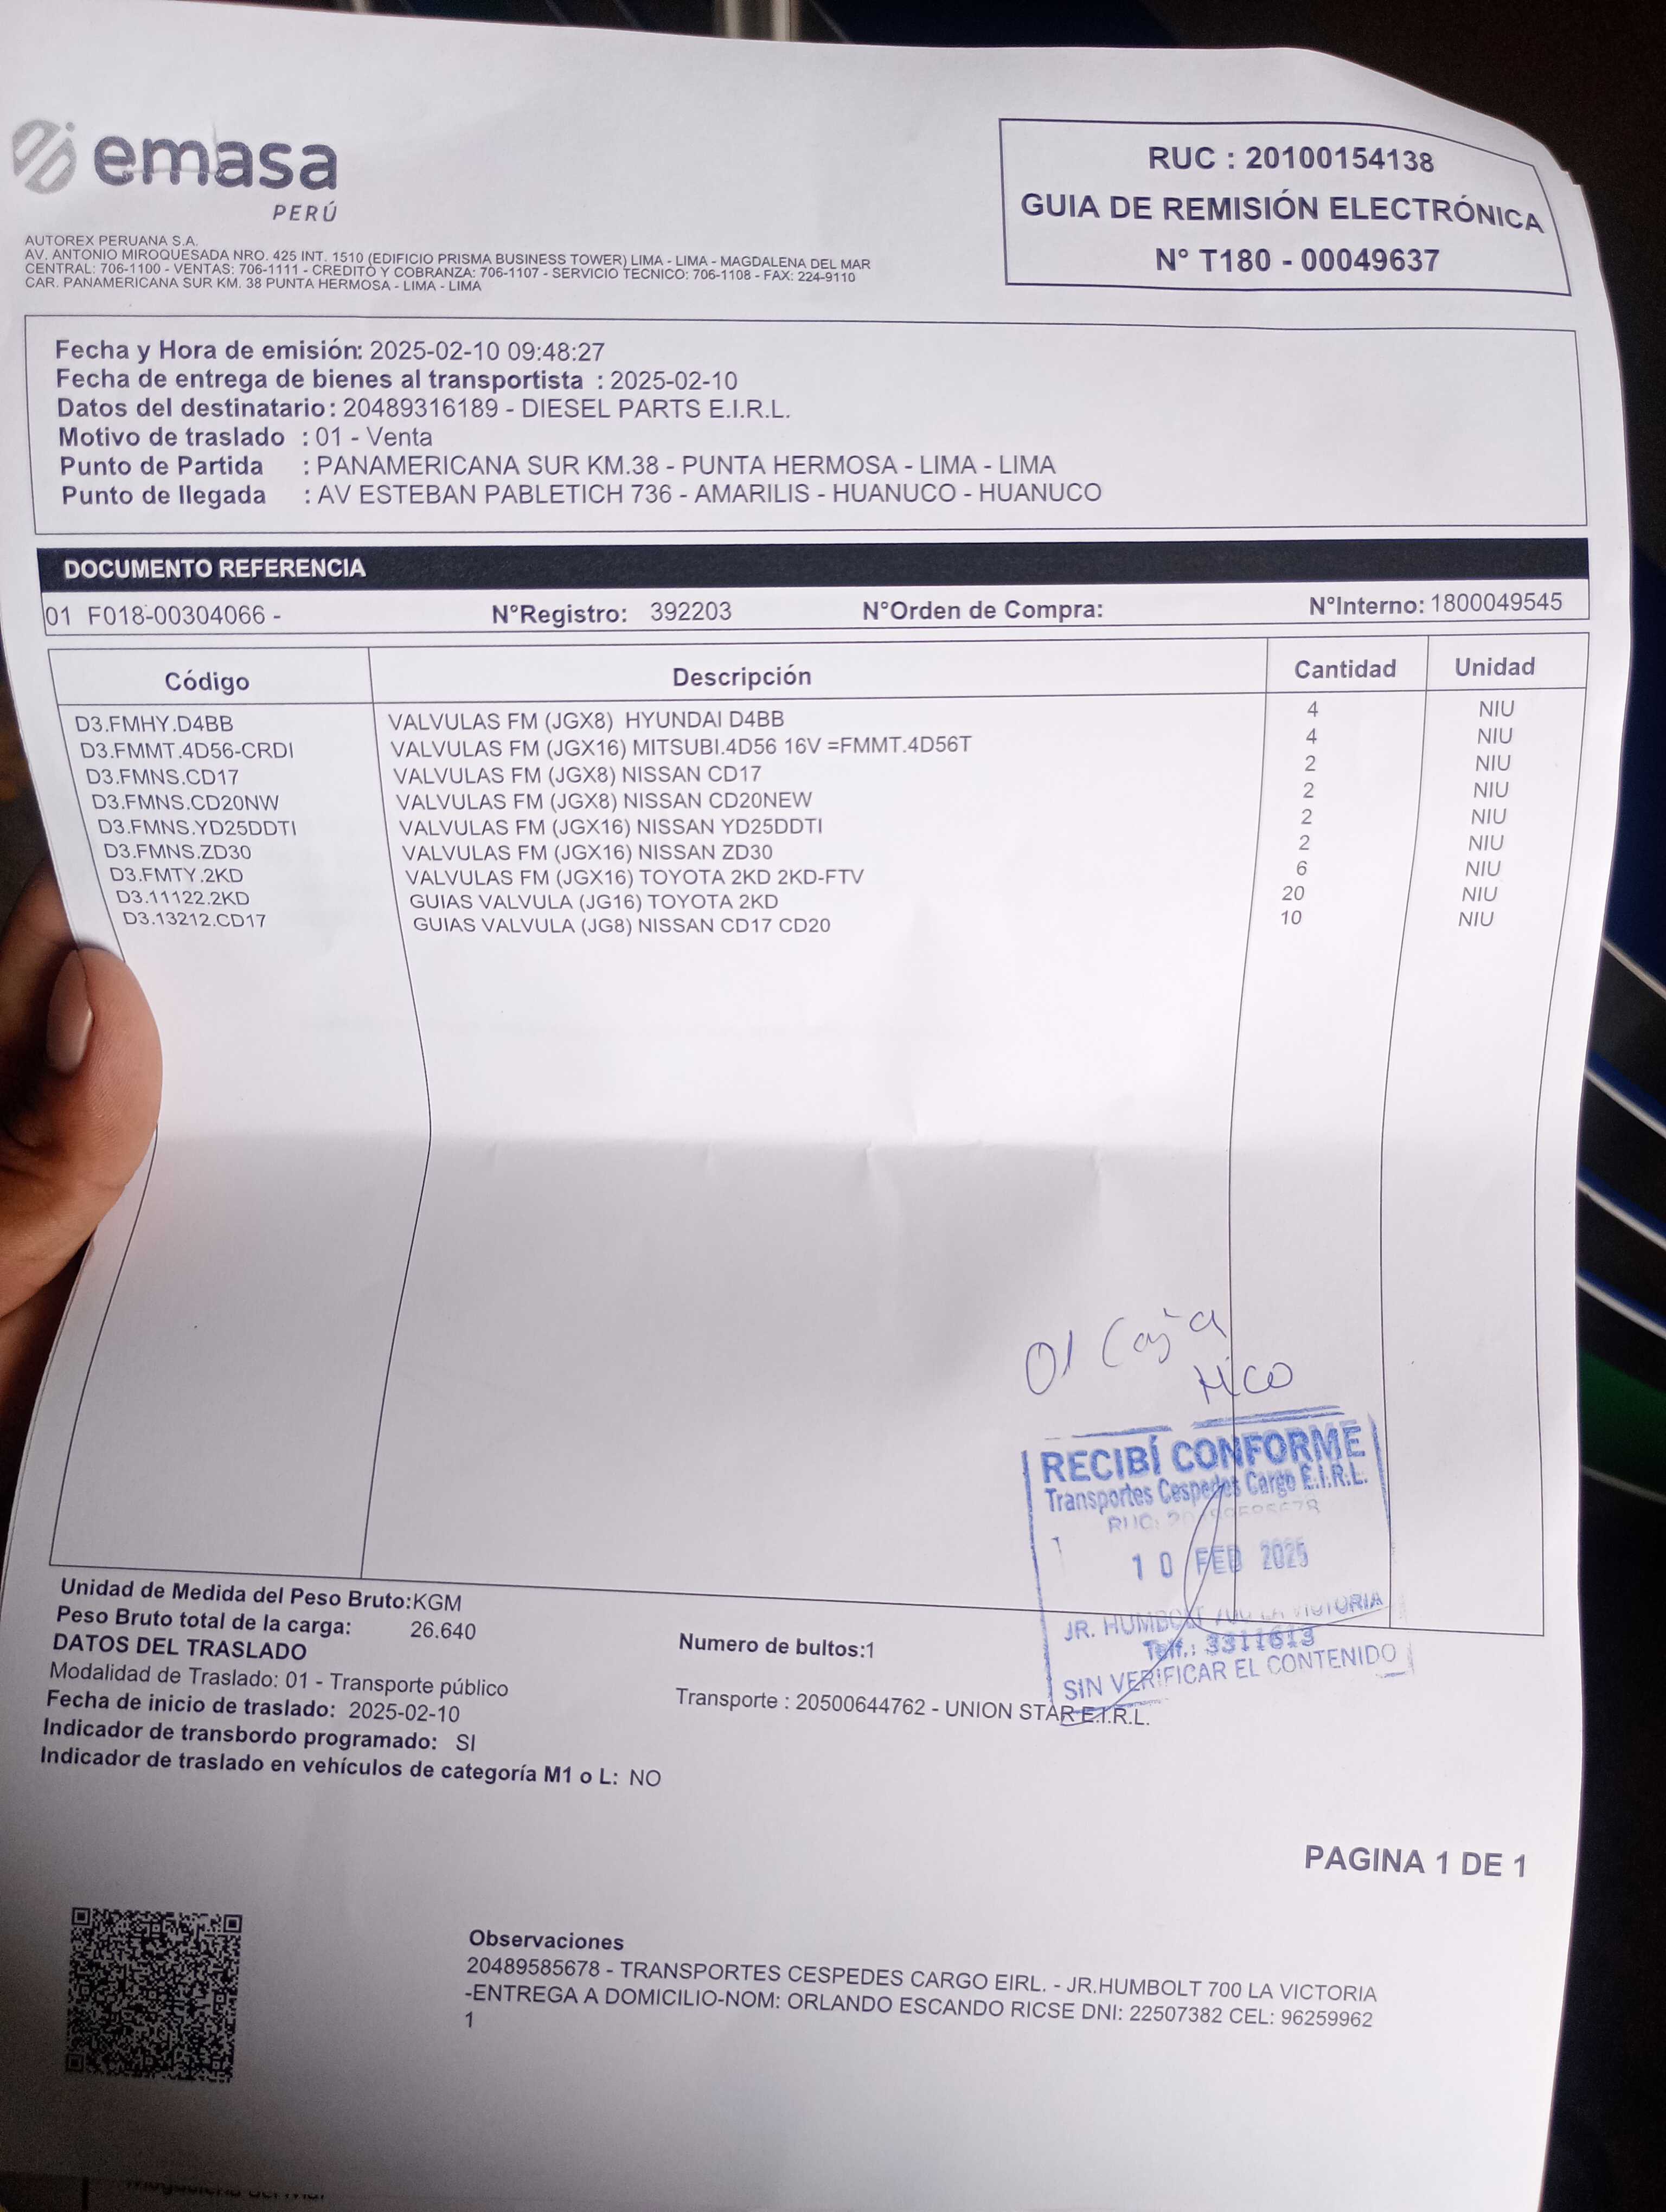 emasa
PERÚ
AUTOREX PERUANA S.A.
AV. ANTONIO MIROQUESADA NRO. 425 INT. 1510 (EDIFICIO PRISMA BUSINESS TOWER) LIMA - LIMA - MAGDALENA DEL MAR
CENTRAL: 706-1100 - VENTAS: 706-1111 - CREDITO Y COBRANZA: 706-1107 - SERVICIO TECNICO: 706-1108 - FAX: 224-9110
CAR. PANAMERICANA SUR KM. 38 PUNTA HERMOSA - LIMA - LIMA
RUC : 20100154138
GUIA DE REMISIÓN ELECTRÓNICA
N° T180 - 00049637
Fecha y Hora de emisión: 2025-02-10 09:48:27
Fecha de entrega de bienes al transportista : 2025-02-10
Datos del destinatario: 20489316189 - DIESEL PARTS E.I.R.L.
Motivo de traslado : 01 - Venta
Punto de Partida : PANAMERICANA SUR KM.38 - PUNTA HERMOSA - LIMA - LIMA
Punto de llegada : AV ESTEBAN PABLETICH 736 - AMARILIS - HUANUCO - HUANUCO
DOCUMENTO REFERENCIA
01 F018-00304066 - N°Registro: 392203 N°Orden de Compra: N°Interno: 1800049545
Código Descripción Cantidad Unidad
D3.FMHY.D4BB VALVULAS FM (JGX8) HYUNDAI D4BB 4 NIU
D3.FMMT.4D56-CRDI VALVULAS FM (JGX16) MITSUBI.4D56 16V =FMMT.4D56T 4 NIU
D3.FMNS.CD17 VALVULAS FM (JGX8) NISSAN CD17 2 NIU
D3.FMNS.CD20NW VALVULAS FM (JGX8) NISSAN CD20NEW 2 NIU
D3.FMNS.YD25DDTI VALVULAS FM (JGX16) NISSAN YD25DDTI 2 NIU
D3.FMNS.ZD30 VALVULAS FM (JGX16) NISSAN ZD30 2 NIU
D3.FMTY.2KD VALVULAS FM (JGX16) TOYOTA 2KD 2KD-FTV 6 NIU
D3.11122.2KD GUIAS VALVULA (JG16) TOYOTA 2KD 20 NIU
D3.13212.CD17 GUIAS VALVULA (JG8) NISSAN CD17 CD20 10 NIU
01 Caja
Hco
RECIBÍ CONFORME
Transportes Cespedes Cargo E.I.R.L.
RUC:
10 FEB 2025
JR. HUMBOLT 700 LA VICTORIA
Telf.: 3311613
SIN VERIFICAR EL CONTENIDO
Unidad de Medida del Peso Bruto:KGM
Peso Bruto total de la carga: 26.640
Numero de bultos:1
DATOS DEL TRASLADO
Modalidad de Traslado: 01 - Transporte público
Transporte : 20500644762 - UNION STAR E.I.R.L.
Fecha de inicio de traslado: 2025-02-10
Indicador de transbordo programado: SI
Indicador de traslado en vehículos de categoría M1 o L: NO
PAGINA 1 DE 1
Observaciones
20489585678 - TRANSPORTES CESPEDES CARGO EIRL. - JR.HUMBOLT 700 LA VICTORIA
-ENTREGA A DOMICILIO-NOM: ORLANDO ESCANDO RICSE DNI: 22507382 CEL: 96259962
1